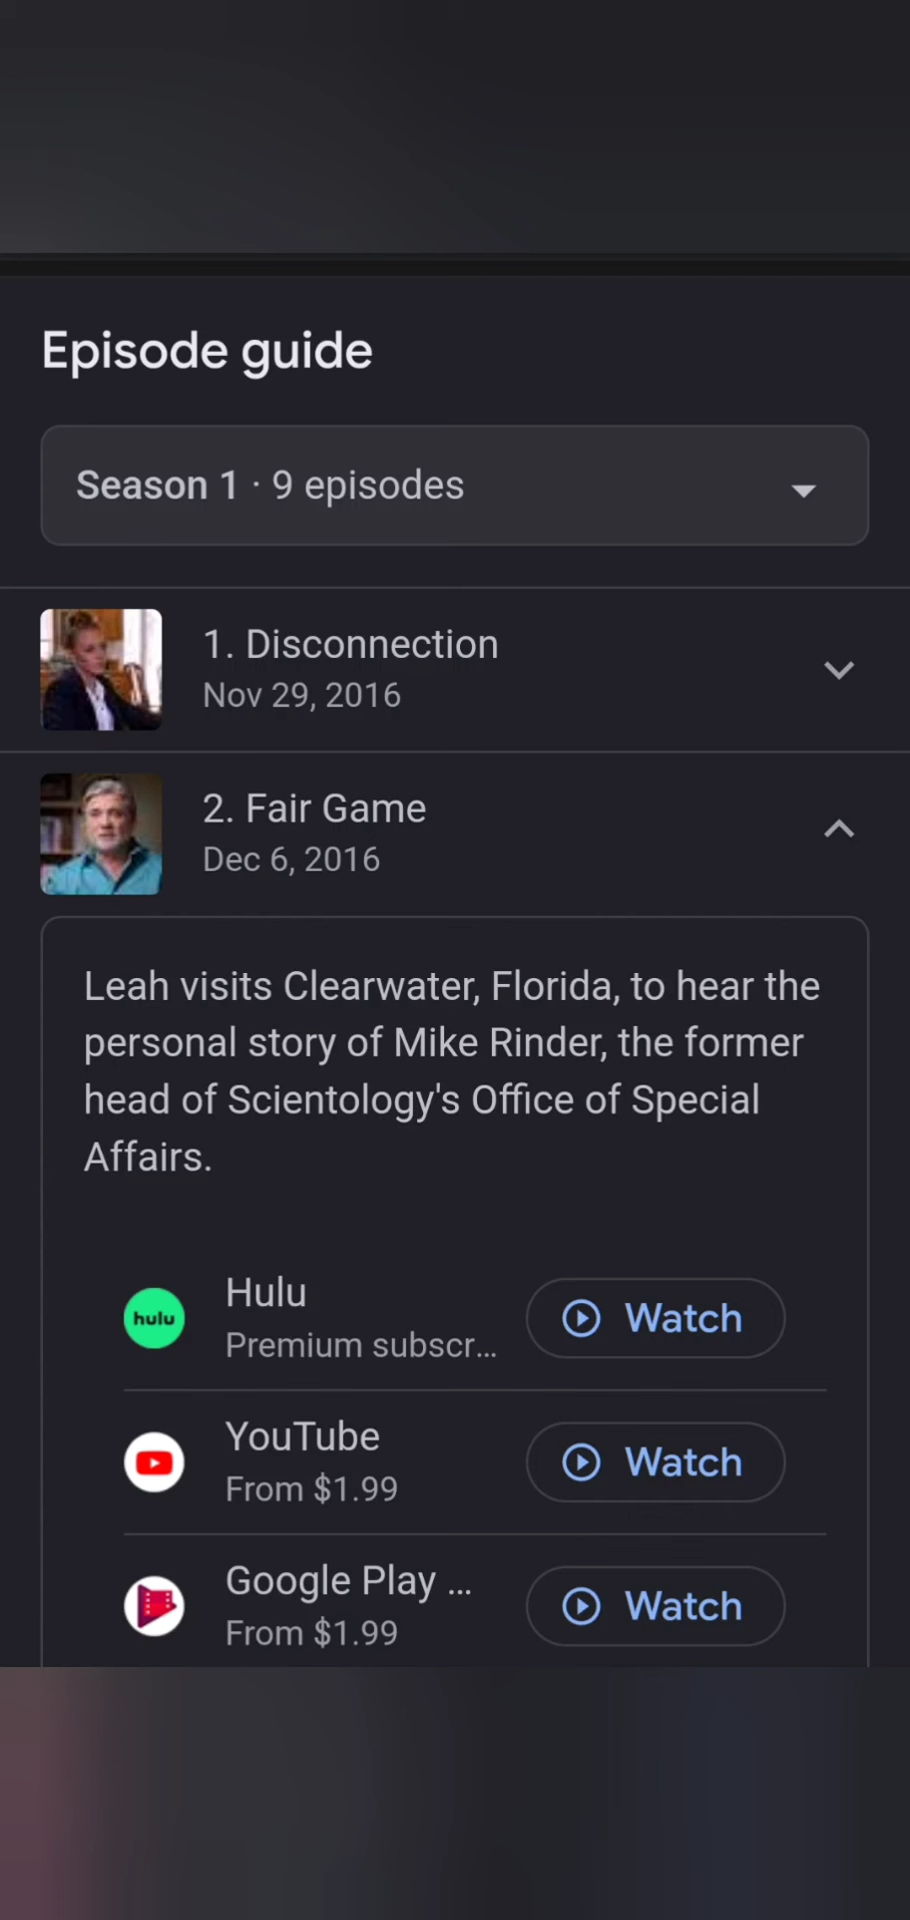 Episode guide
Season 1 · 9 episodes
1. Disconnection
Nov 29, 2016
2. Fair Game
Dec 6, 2016
Leah visits Clearwater, Florida, to hear the
personal story of Mike Rinder, the former
head of Scientology's Office of Special
Affairs.
hulu
Hulu
Premium subscr...
Watch
YouTube
From $1.99
Watch
Google Play ...
From $1.99
Watch